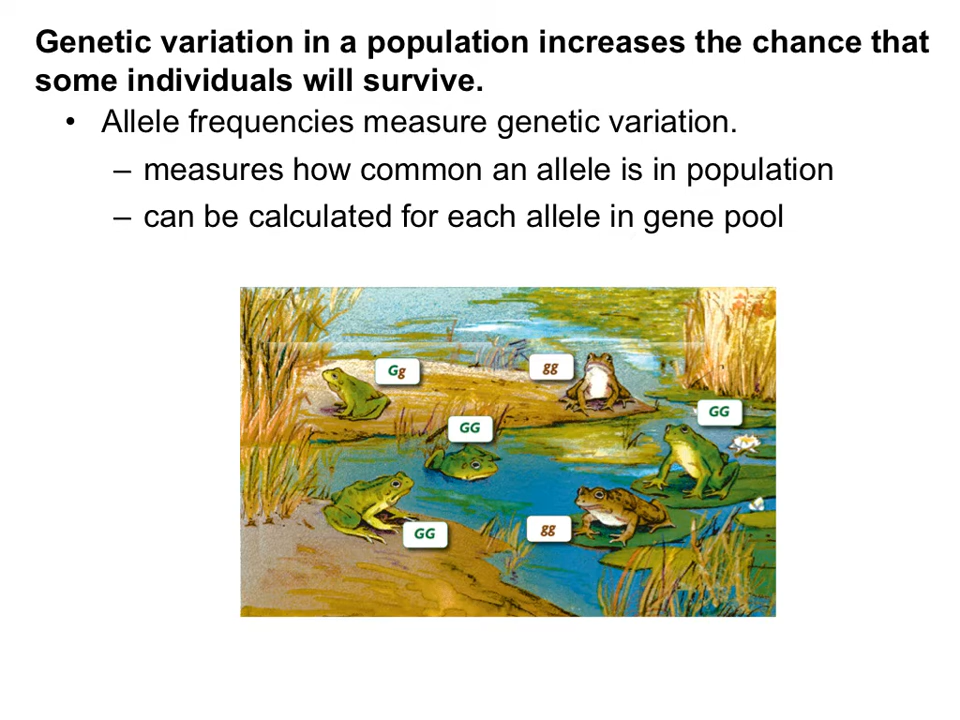 Genetic variation in a population increases the chance that
some individuals will survive.
• Allele frequencies measure genetic variation.
– measures how common an allele is in population
– can be calculated for each allele in gene pool
Gg
gg
GG
GG
GG
gg